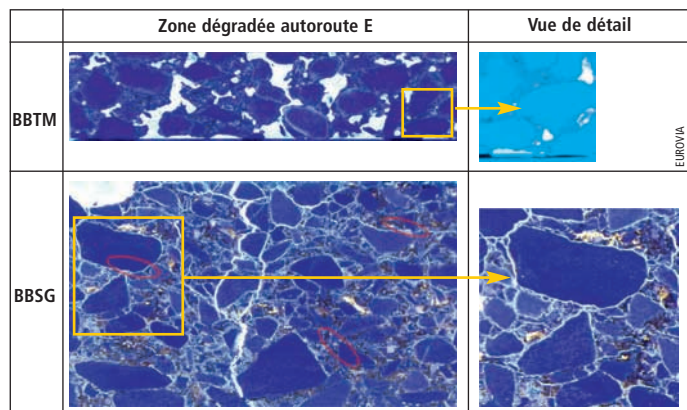 Zone dégradée autoroute E
Vue de détail
BBTM
EUROVIA
BBSG